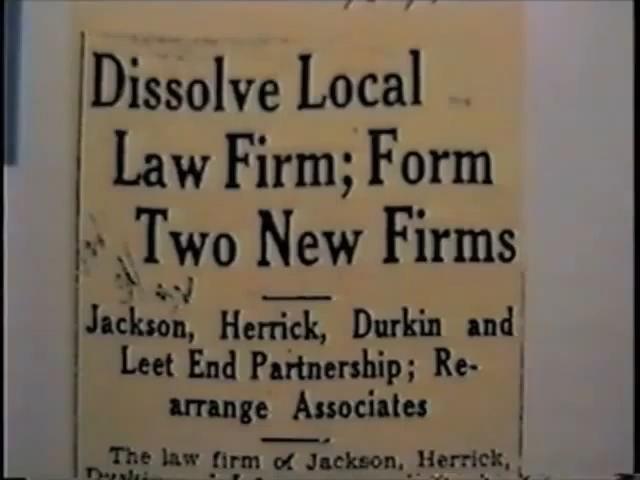 Dissolve Local
Law Firm; Form
Two New Firms
Jackson, Herrick, Durkin and
Leet End Partnership; Re-
arrange Associates
The law firm of Jackson, Herrick,